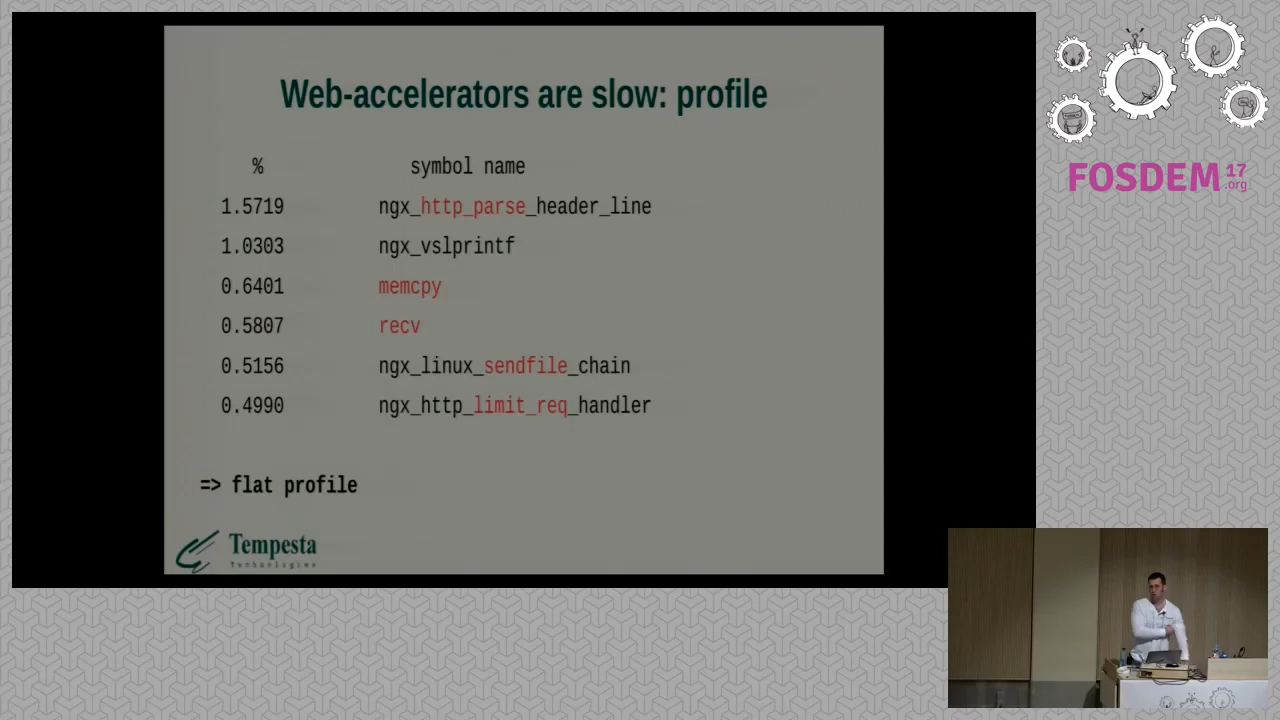 Web-accelerators are slow: profile
% symbol name
1.5719 ngx_http_parse_header_line
1.0303 ngx_vslprintf
0.6401 memcpy
0.5807 recv
0.5156 ngx_linux_sendfile_chain
0.4990 ngx_http_limit_req_handler
=> flat profile
Tempesta
Technologies
FOSDEM 17
.org